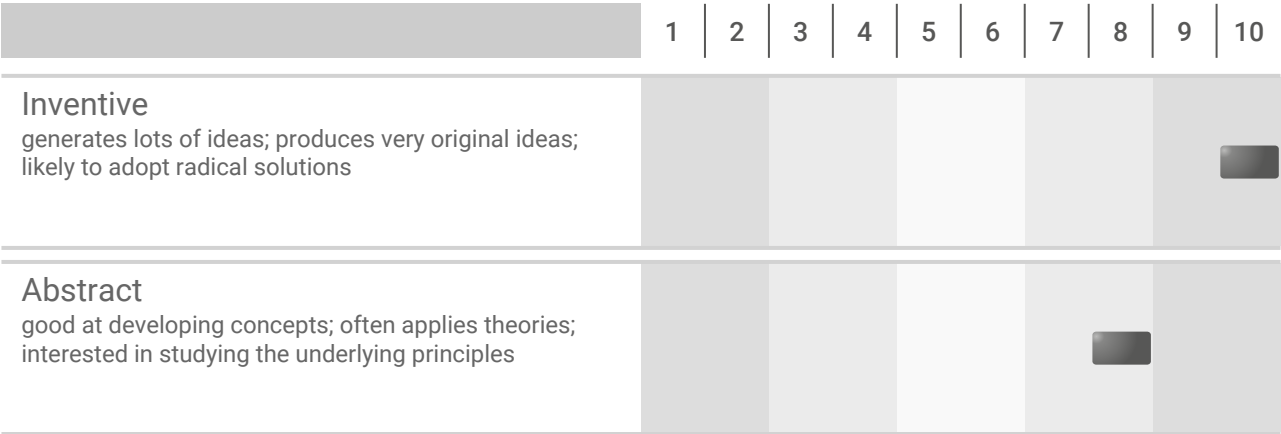 1 2 3 4 5 6 7 8 9 10
Inventive
generates lots of ideas; produces very original ideas;
likely to adopt radical solutions
Abstract
good at developing concepts; often applies theories;
interested in studying the underlying principles